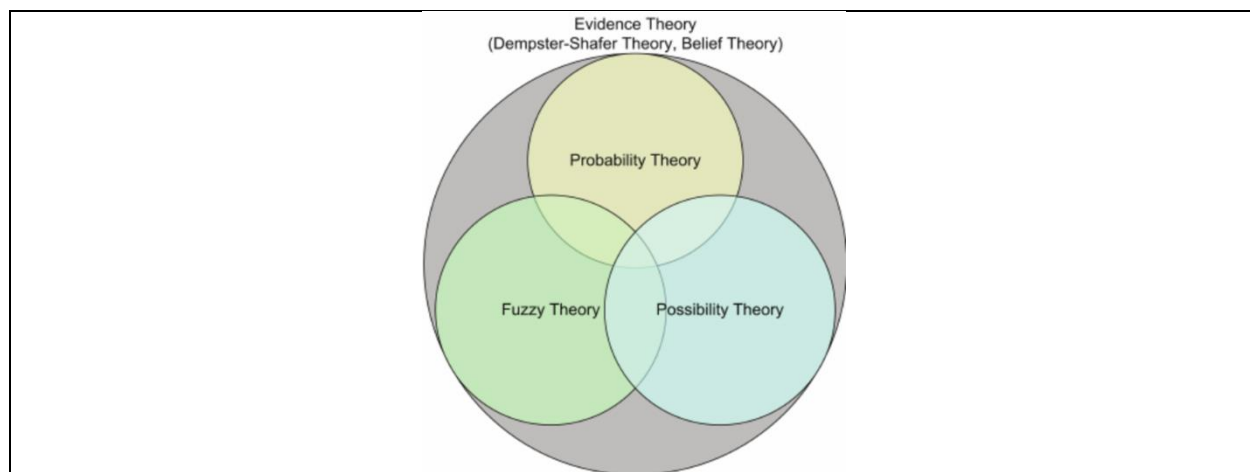 Evidence Theory
(Dempster-Shafer Theory, Belief Theory)
Probability Theory
Fuzzy Theory
Possibility Theory